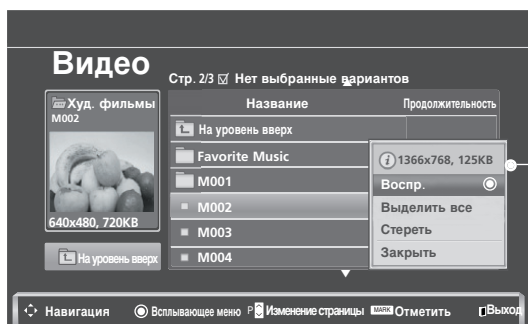 Видео
Стр. 2/3 Нет выбранные вариантов
Худ. фильмы
M002
640x480, 720KB
На уровень вверх
Название Продолжительность
На уровень вверх
Favorite Music
M001
M002
M003
M004
1366x768, 125KB
Воспр.
Выделить все
Стереть
Закрыть
Навигация Всплывающее меню P Изменение страницы MARK Отметить Выход